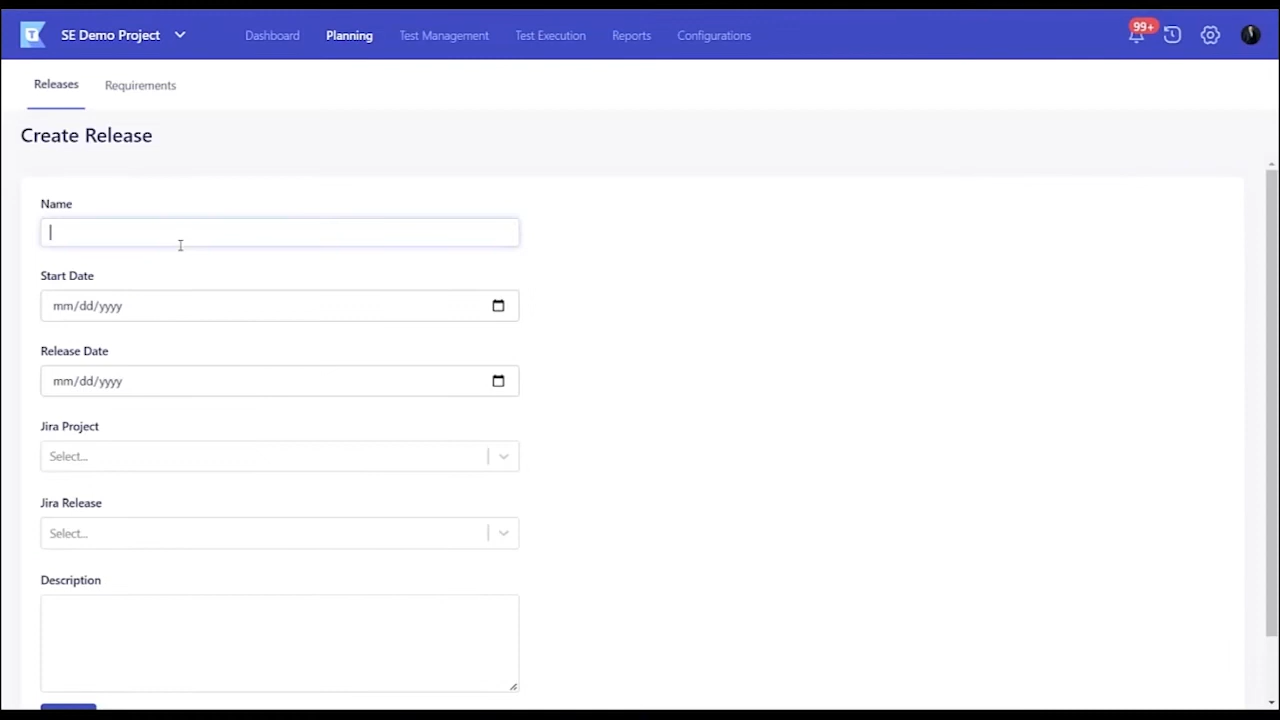 T
SE Demo Project
Dashboard
Planning
Test Management
Test Execution
Reports
Configurations
99+
Releases
Requirements
Create Release
Name
Start Date
mm/dd/yyyy
Release Date
mm/dd/yyyy
Jira Project
Select...
Jira Release
Select...
Description